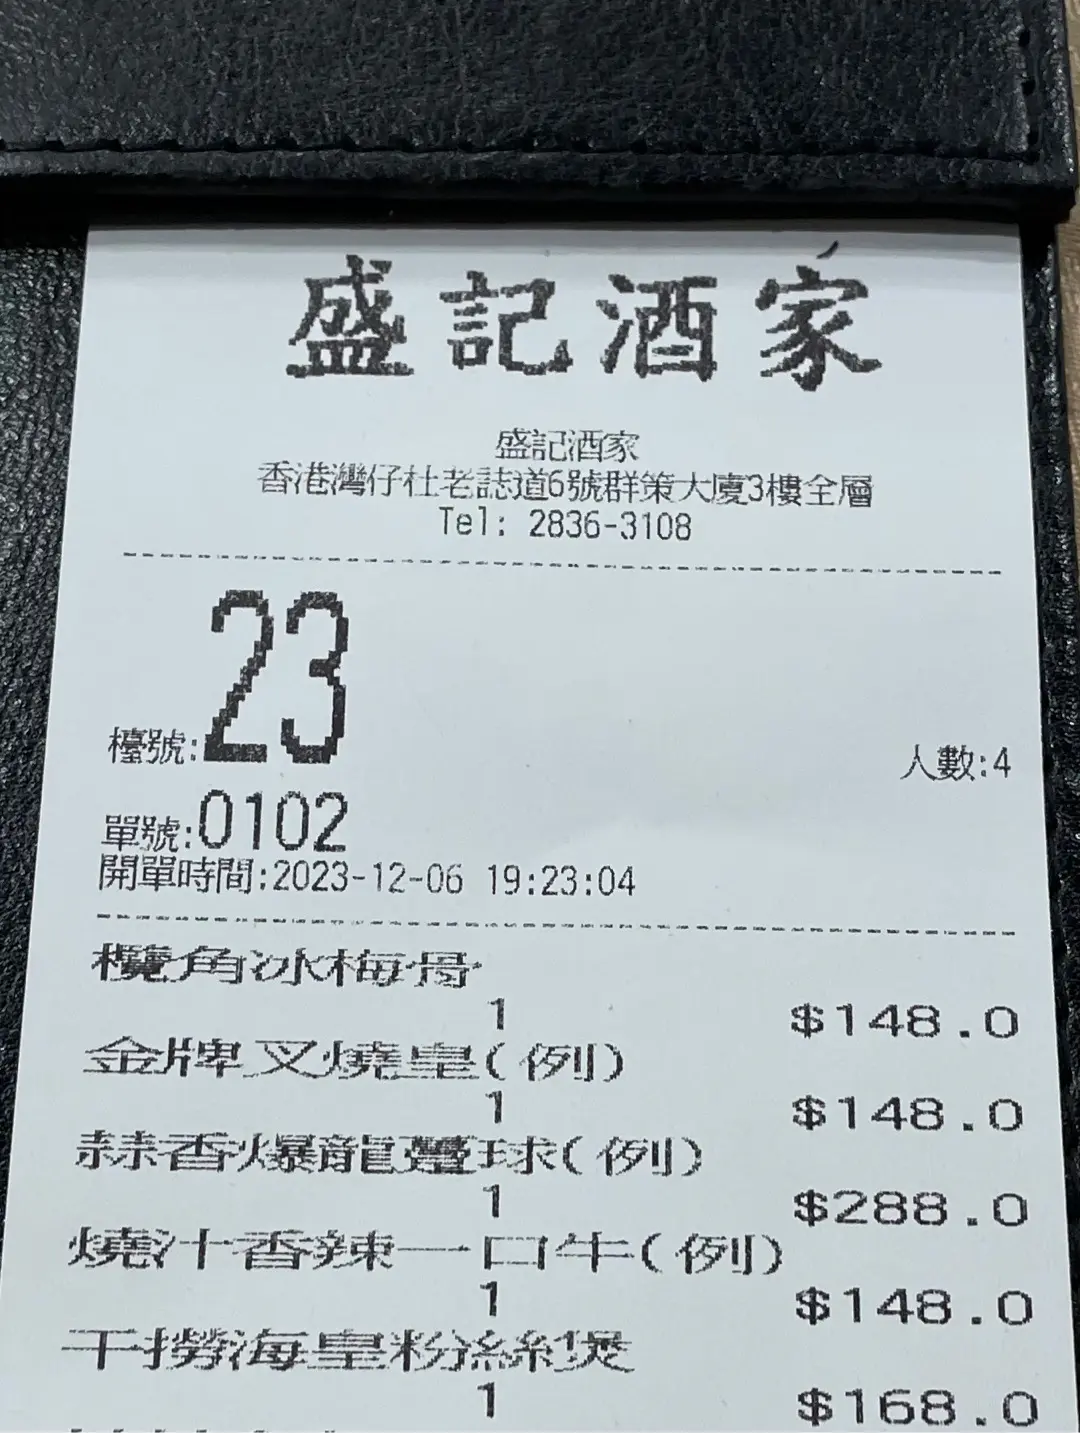 盛記酒家
盛記酒家
香港灣仔杜老誌道6號群策大廈3樓全層
Tel: 2836-3108
檯號:23 人數:4
單號:0102
開單時間:2023-12-06 19:23:04
欖角冰梅骨
1 $148.0
金牌叉燒皇(例)
1 $148.0
蒜香爆龍躉球(例)
1 $288.0
燒汁香辣一口牛(例)
1 $148.0
干撈海皇粉絲煲
1 $168.0